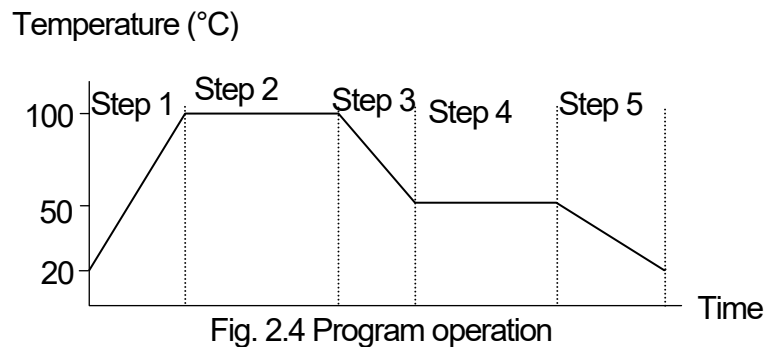 Temperature (°C)
Step 1 Step 2 Step 3 Step 4 Step 5
100
50
20
Time
Fig. 2.4 Program operation